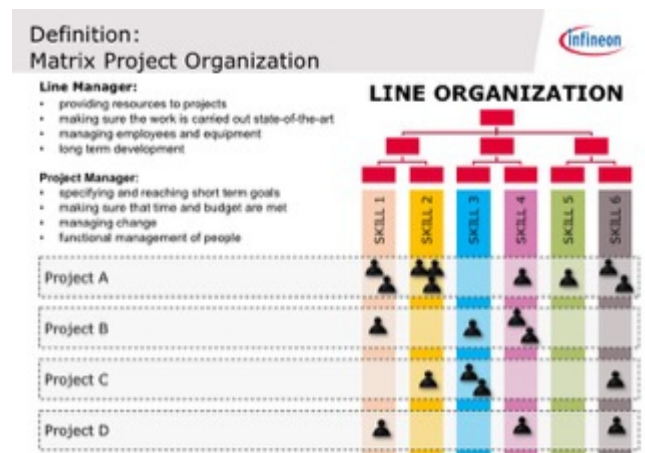 Definition:
Matrix Project Organization
infineon
Line Manager:
• providing resources to projects
• making sure the work is carried out state-of-the-art
• managing employees and equipment
• long term development
Project Manager:
• specifying and reaching short term goals
• making sure that time and budget are met
• managing change
• functional management of people
LINE ORGANIZATION
SKILL 1
SKILL 2
SKILL 3
SKILL 4
SKILL 5
SKILL 6
Project A
Project B
Project C
Project D